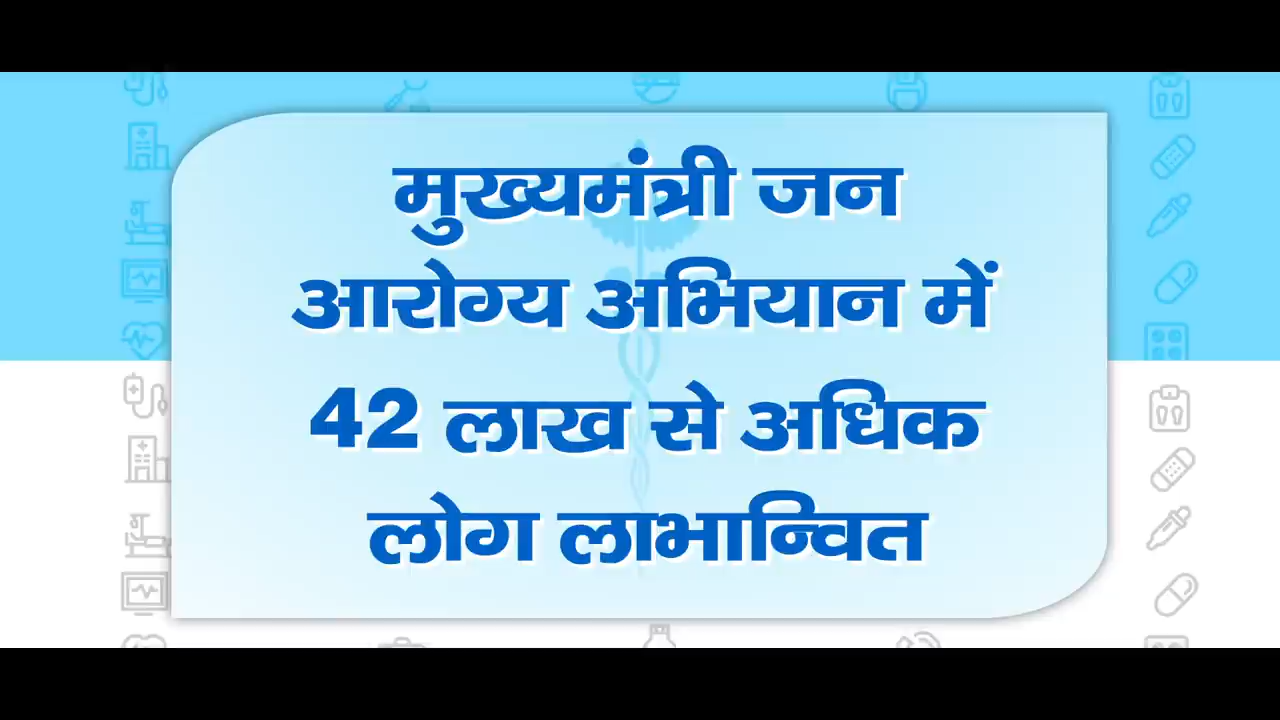 मुख्यमंत्री जन
आरोग्य अभियान में
42 लाख से अधिक
लोग लाभान्वित